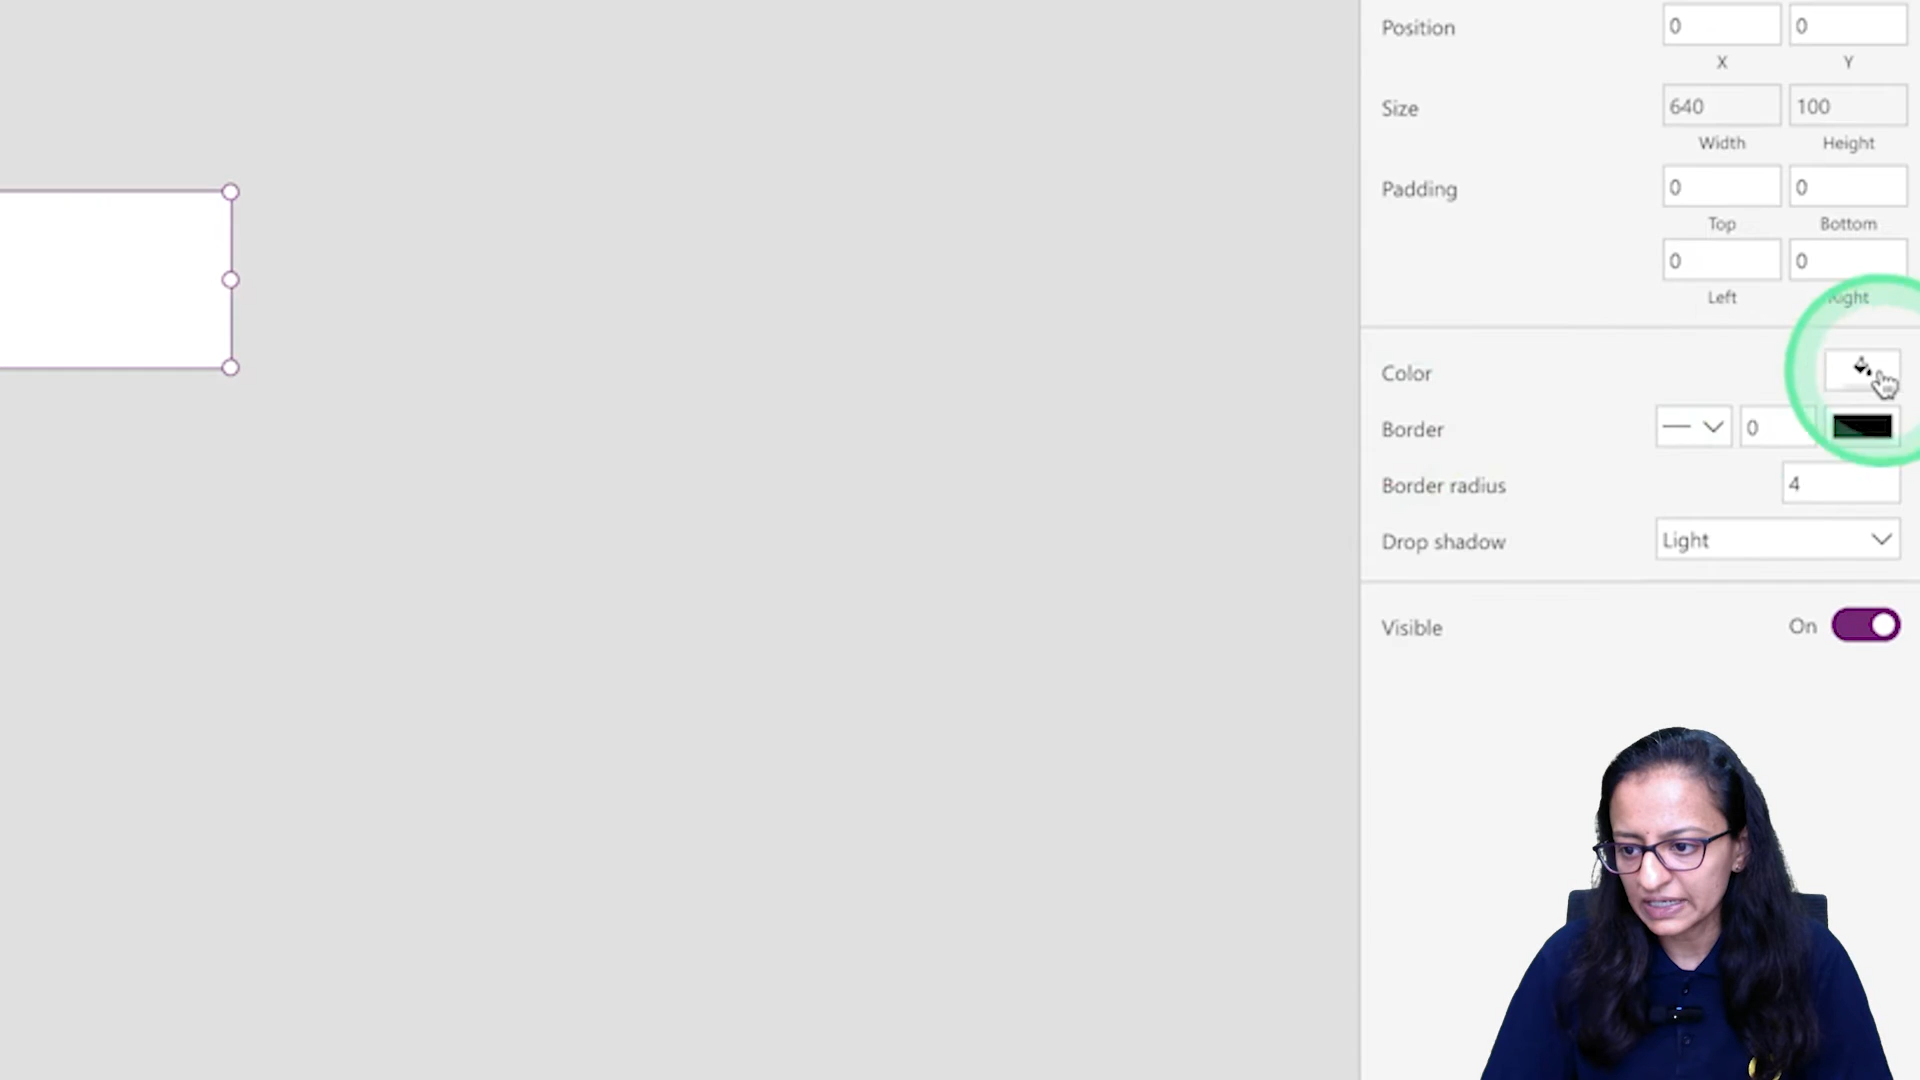 Position 0 0
X Y
Size 640 100
Width Height
Padding 0 0
Top Bottom
0 0
Left Right
Color
Border 0
Border radius 4
Drop shadow Light
Visible On